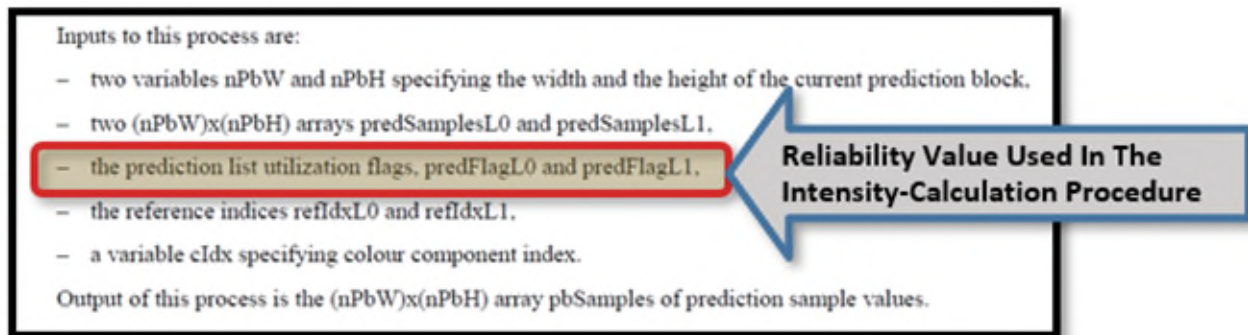 Inputs to this process are:
– two variables nPbW and nPbH specifying the width and the height of the current prediction block,
– two (nPbW)x(nPbH) arrays predSamplesL0 and predSamplesL1,
– the prediction list utilization flags, predFlagL0 and predFlagL1,
– the reference indices refIdxL0 and refIdxL1,
– a variable cIdx specifying colour component index.
Output of this process is the (nPbW)x(nPbH) array pbSamples of prediction sample values.
Reliability Value Used In The
Intensity-Calculation Procedure